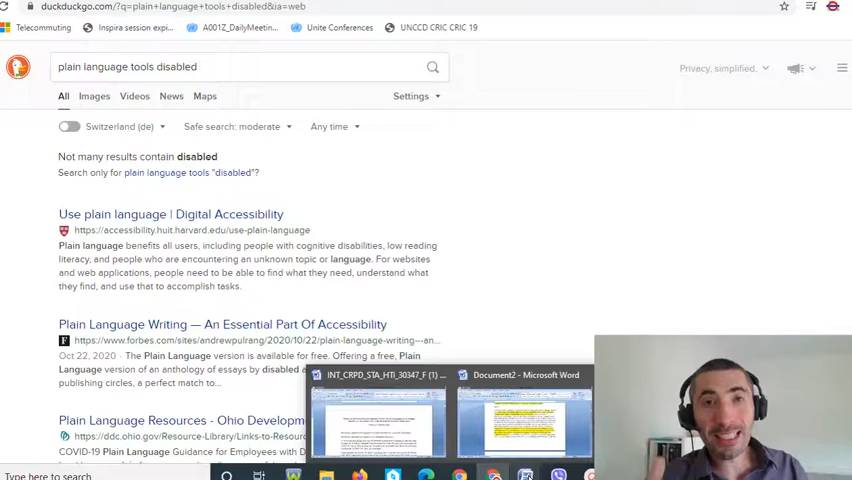 duckduckgo.com/?q=plain+language+tools+disabled&ia=web
Telecommuting
Inspira session expi...
A001Z_DailyMeetin...
Unite Conferences
UNCCD CRIC CRIC 19
plain language tools disabled
Privacy, simplified.
All Images Videos News Maps
Settings
Switzerland (de)
Safe search: moderate
Any time
Not many results contain disabled
Search only for plain language tools "disabled"?
Use plain language | Digital Accessibility
https://accessibility.huit.harvard.edu/use-plain-language
Plain language benefits all users, including people with cognitive disabilities, low reading
literacy, and people who are encountering an unknown topic or language. For websites
and web applications, people need to be able to find what they need, understand what
they find, and use that to accomplish tasks.
Plain Language Writing — An Essential Part Of Accessibility
F
https://www.forbes.com/sites/andrewpulrang/2020/10/22/plain-language-writing--an...
Oct 22, 2020 · The Plain Language version is available for free. Offering a free, Plain
Language version of an anthology of essays by disabled a
publishing circles, a perfect match to...
INT_CRPD_STA_HTI_30347_F (1) ...
Document2 - Microsoft Word
Plain Language Resources - Ohio Developm
https://ddc.ohio.gov/Resource-Library/Links-to-Resour
COVID-19 Plain Language Guidance for Employees with D
Type here to search